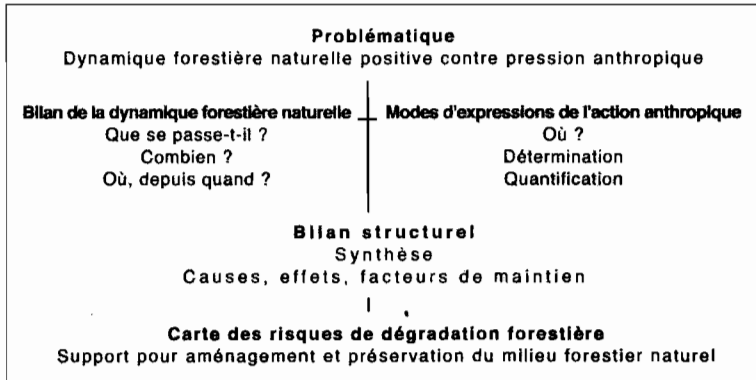 Problématique
Dynamique forestière naturelle positive contre pression anthropique
Bilan de la dynamique forestière naturelle
Que se passe-t-il ?
Combien ?
Où, depuis quand ?
Modes d'expressions de l'action anthropique
Où ?
Détermination
Quantification
Bilan structurel
Synthèse
Causes, effets, facteurs de maintien
Carte des risques de dégradation forestière
Support pour aménagement et préservation du milieu forestier naturel